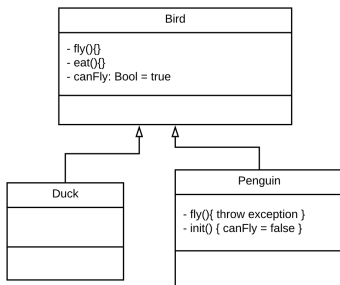 Bird
- fly(){}
- eat(){}
- canFly: Bool = true
Duck
Penguin
- fly(){ throw exception }
- init() { canFly = false }